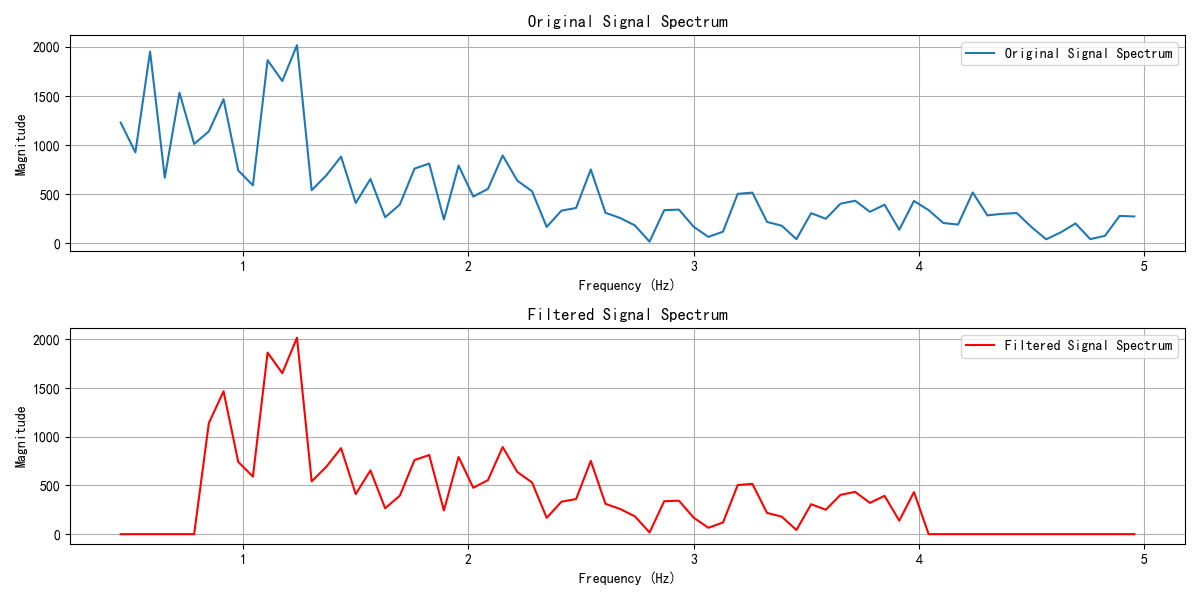 Original Signal Spectrum
Original Signal Spectrum
Magnitude
2000
1500
1000
500
0
1 2 3 4 5
Frequency (Hz)
Filtered Signal Spectrum
Filtered Signal Spectrum
Magnitude
2000
1500
1000
500
0
1 2 3 4 5
Frequency (Hz)